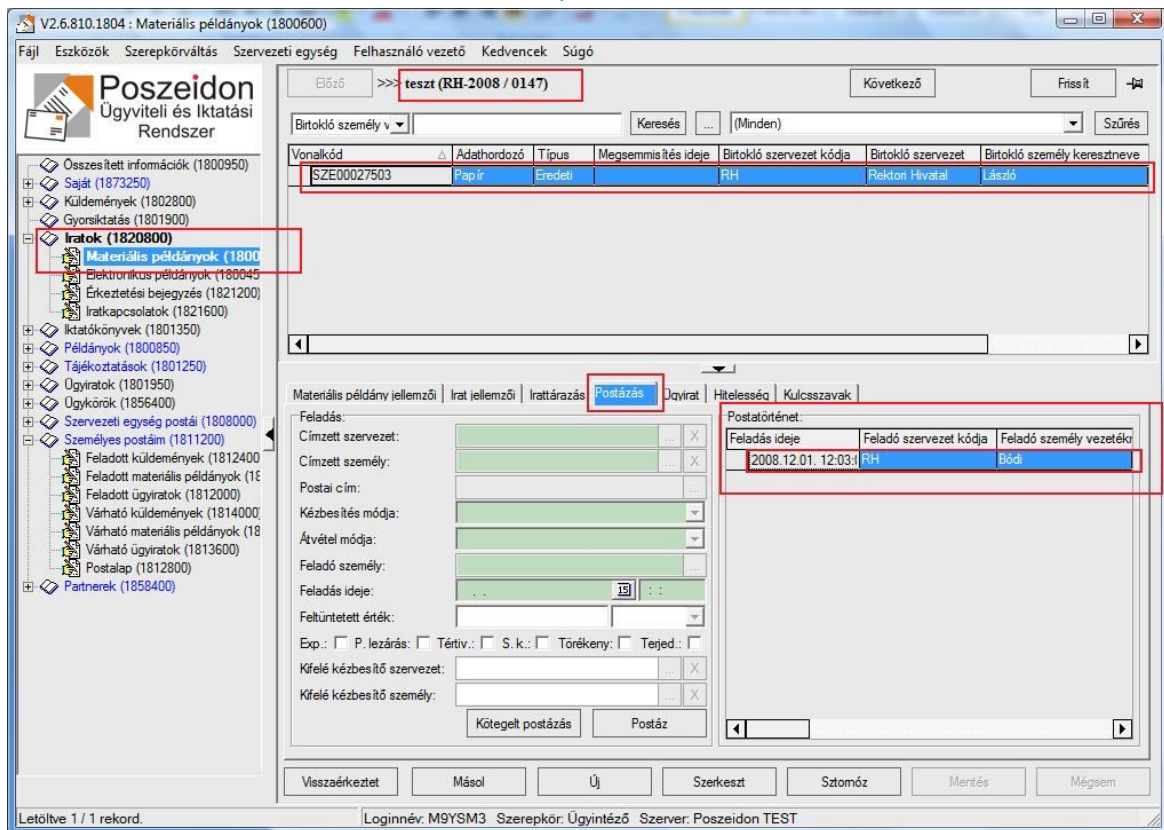 V2.6.810.1804 : Materiális példányok (1800600)
Fájl Eszközök Szerepkörváltás Szervezeti egység Felhasználó vezető Kedvencek Súgó
Poszeidon
Ügyviteli és Iktatási
Rendszer
Összesített információk (1800950)
Saját (1873250)
Küldemények (1802800)
Gyorsiktatás (1801900)
Iratok (1820800)
Materiális példányok (1800
Elektronikus példányok (180045
Érkeztetési bejegyzés (1821200)
Iratkapcsolatok (1821600)
Iktatókönyvek (1801350)
Példányok (1800850)
Tájékoztatások (1801250)
Ügyiratok (1801950)
Ügykörök (1856400)
Szervezeti egység postái (1808000)
Személyes postáim (1811200)
Feladott küldemények (1812400
Feladott materiális példányok (18
Feladott ügyiratok (1812000)
Várható küldemények (1814000)
Várható materiális példányok (18
Várható ügyiratok (1813600)
Postalap (1812800)
Partnerek (1858400)
Előző >>> teszt (RH-2008 / 0147) Következő Frissít
Birtokló személy v Keresés ... (Minden) Szűrés
Vonalkód Adathordozó Típus Megsemmisítés ideje Birtokló szervezet kódja Birtokló szervezet Birtokló személy keresztneve
SZE00027503 Papír Eredeti RH Rektori Hivatal László
Materiális példány jellemzői Irat jellemzői Irattárazás Postázás Ügyirat Hitelesség Kulcsszavak
Feladás:
Címzett szervezet: ... X
Címzett személy: ... X
Postai cím: ...
Kézbesítés módja:
Átvétel módja:
Feladó személy: ...
Feladás ideje: . . 15 : :
Feltüntetett érték:
Exp.: P. lezárás: Tértiv.: S. k.: Törékeny: Terjed.:
Kifelé kézbesítő szervezet: ... X
Kifelé kézbesítő személy: ... X
Kötegelt postázás Postáz
Postatörténet:
Feladás ideje Feladó szervezet kódja Feladó személy vezetékn
2008.12.01. 12:03:0 RH Bódi
Visszaérkeztet Másol Új Szerkeszt Sztornóz Mentés Mégsem
Letöltve 1 / 1 rekord. Loginnév: M9YSM3 Szerepkör: Ügyintéző Szerver: Poszeidon TEST